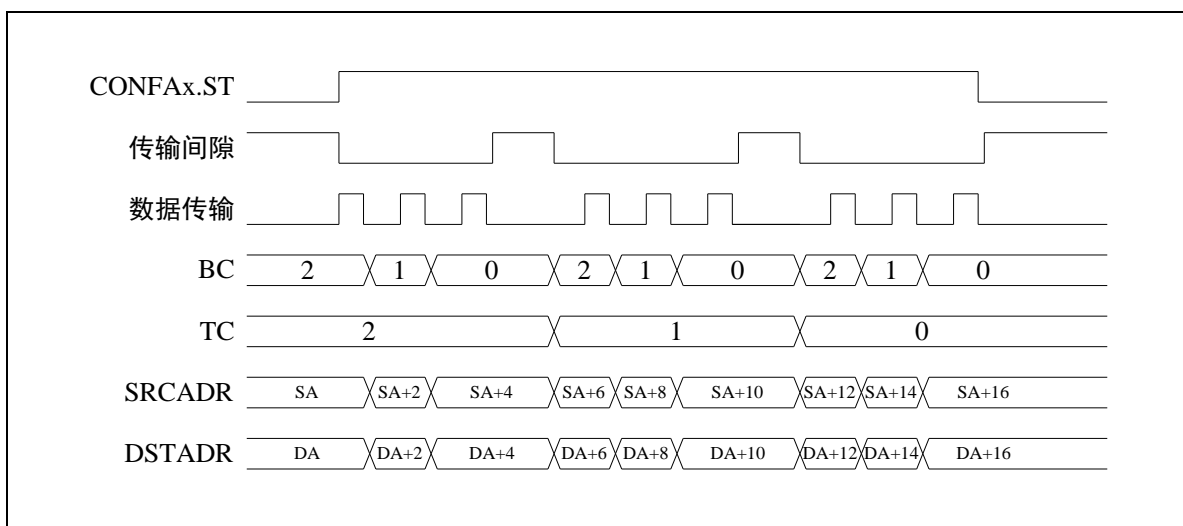 CONFAx.ST
传输间隙
数据传输
BC 2 1 0 2 1 0 2 1 0
TC 2 1 0
SRCADR SA SA+2 SA+4 SA+6 SA+8 SA+10 SA+12 SA+14 SA+16
DSTADR DA DA+2 DA+4 DA+6 DA+8 DA+10 DA+12 DA+14 DA+16